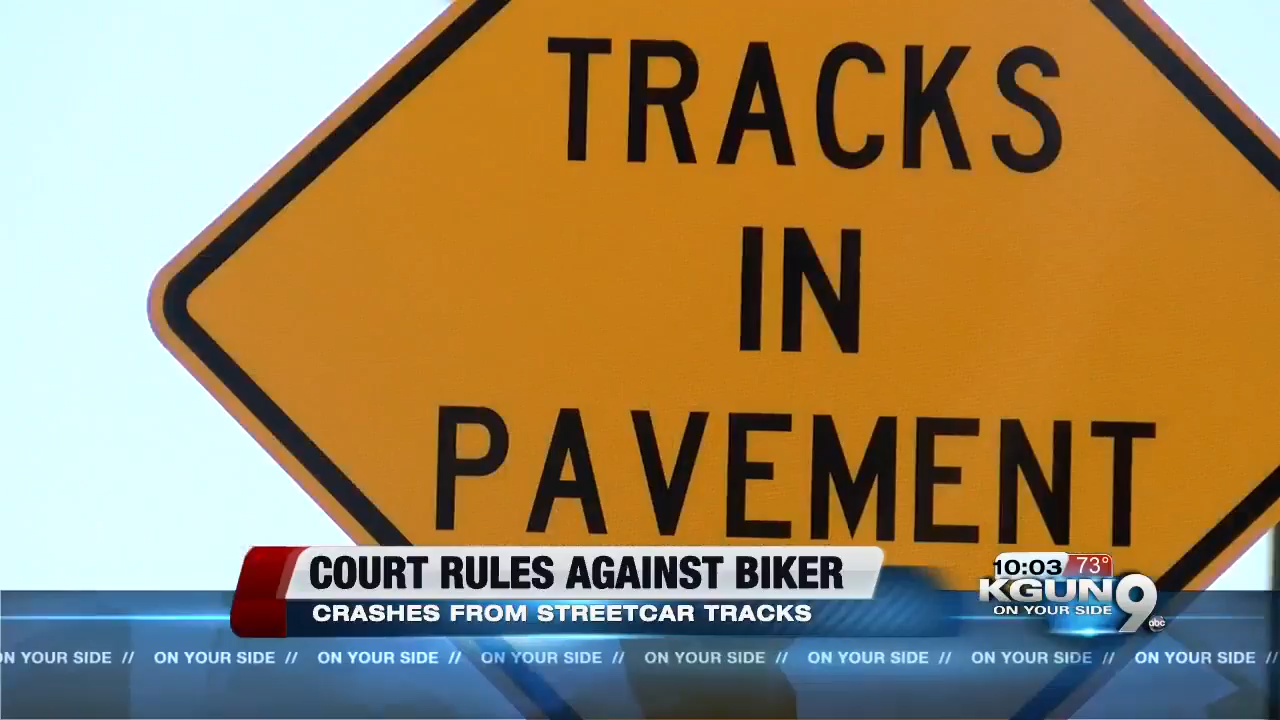 TRACKS
IN
PAVEMENT
COURT RULES AGAINST BIKER
CRASHES FROM STREETCAR TRACKS
10:03 73°
KGUN9
ON YOUR SIDE
abc
ON YOUR SIDE // ON YOUR SIDE // ON YOUR SIDE // ON YOUR SIDE // ON YOUR SIDE // ON YOUR SIDE // ON YOUR SIDE // ON YOUR SIDE //